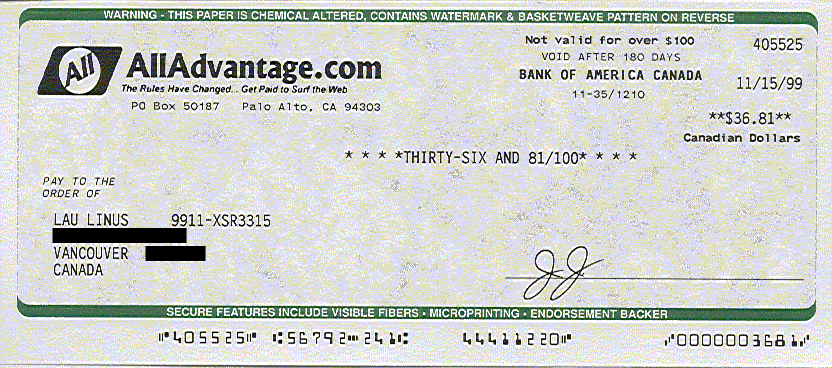 WARNING - THIS PAPER IS CHEMICAL ALTERED, CONTAINS WATERMARK & BASKETWEAVE PATTERN ON REVERSE
Not valid for over $100
405525
VOID AFTER 180 DAYS
All
AllAdvantage.com
BANK OF AMERICA CANADA
11/15/99
The Rules Have Changed... Get Paid to Surf the Web
11-35/1210
PO Box 50187 Palo Alto, CA 94303
**$36.81**
Canadian Dollars
* * * *THIRTY-SIX AND 81/100* * * *
PAY TO THE
ORDER OF
LAU LINUS 9911-XSR3315
VANCOUVER
CANADA
SECURE FEATURES INCLUDE VISIBLE FIBERS • MICROPRINTING • ENDORSEMENT BACKER
⑈405525⑈ ⑆56792⑉241⑆ 44411220⑈ ⑈0000003681⑈